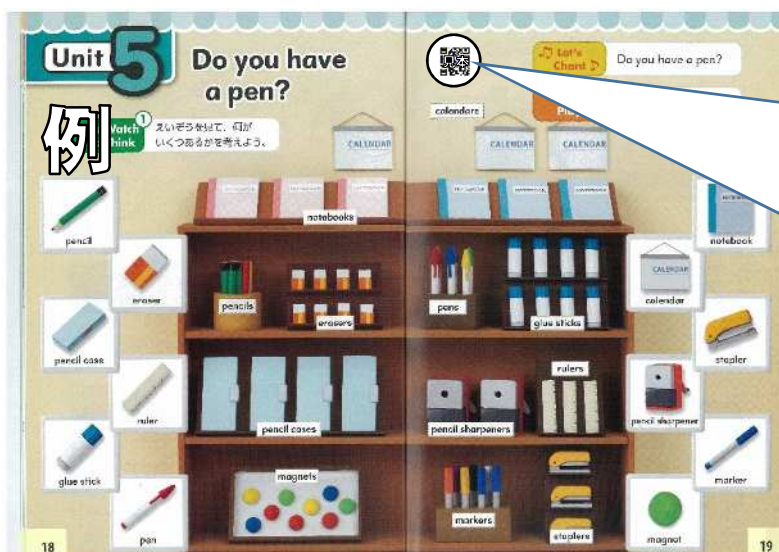 Unit 5
Do you have
a pen?
例
Watch
Think
1
えいぞうを見て、何が
いくつあるかを考えよう。
Let's
Chant
Do you have a pen?
Play
calendars
CALENDAR
CALENDAR
CALENDAR
notebooks
pencil
notebook
eraser
pencils
erasers
pens
glue sticks
CALENDAR
calendar
pencil case
stapler
ruler
pencil cases
pencil sharpeners
rulers
pencil sharpener
glue stick
magnets
markers
staplers
marker
pen
magnet
18
19